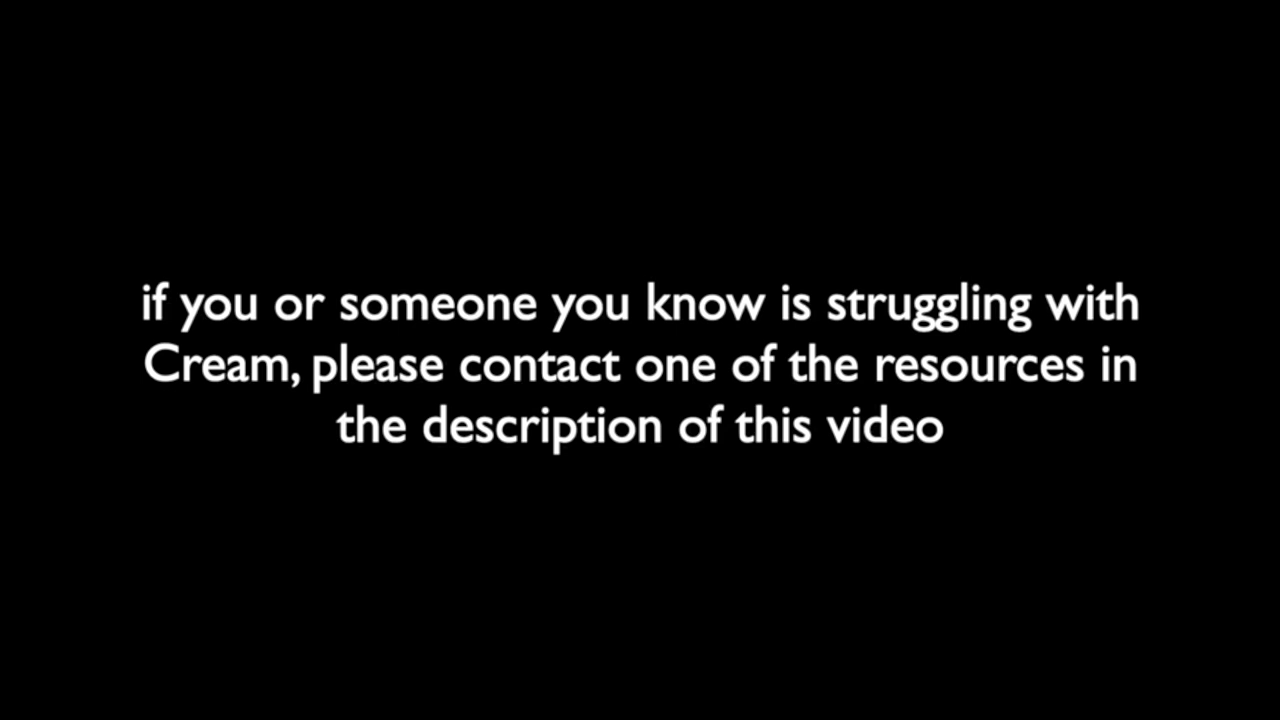 if you or someone you know is struggling with
Cream, please contact one of the resources in
the description of this video